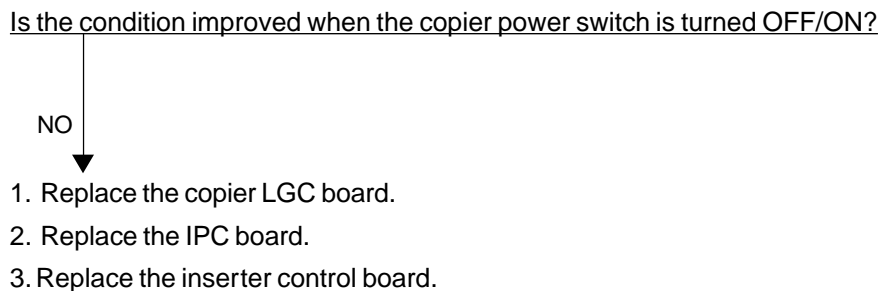 Is the condition improved when the copier power switch is turned OFF/ON?
NO
1. Replace the copier LGC board.
2. Replace the IPC board.
3. Replace the inserter control board.